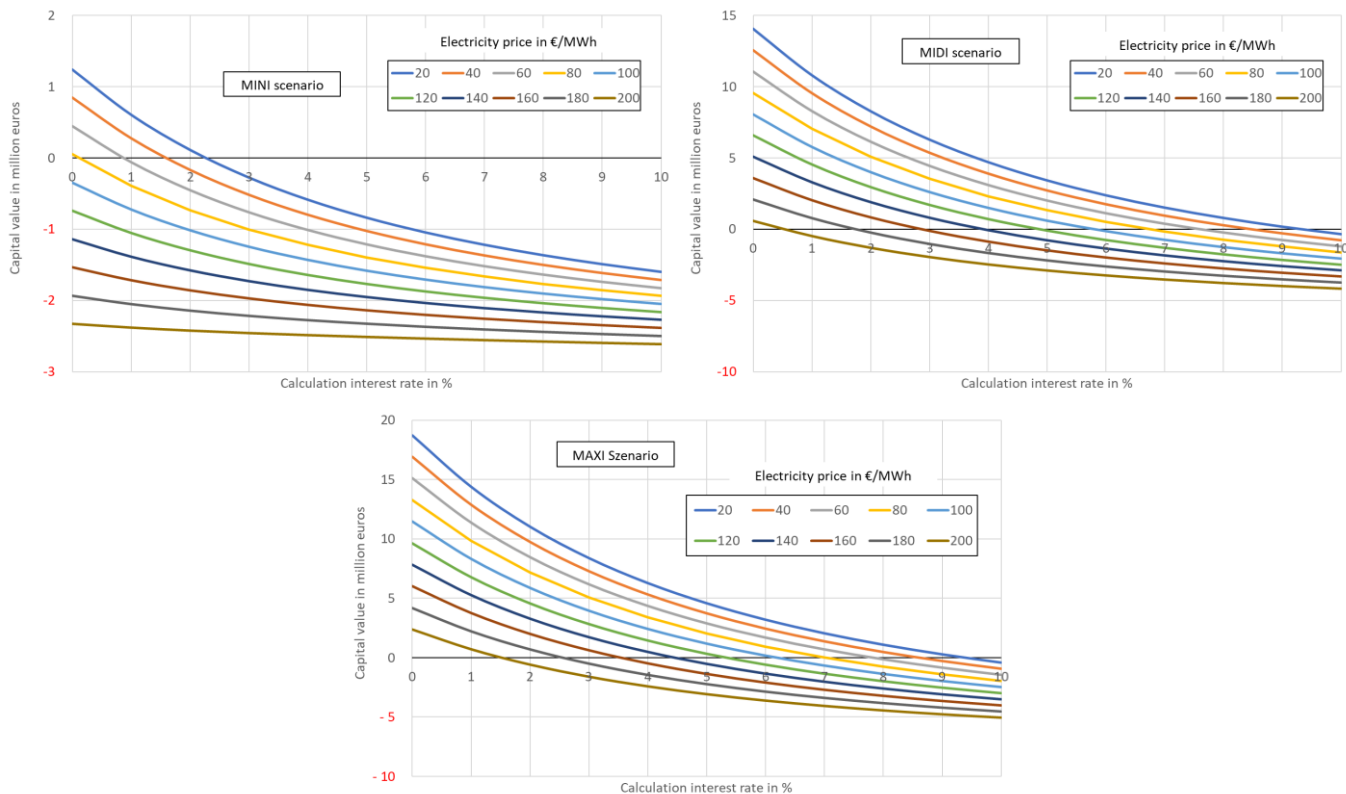 2
1
0
-1
-2
-3
Capital value in million euros
MINI scenario
Electricity price in €/MWh
20 40 60 80 100
120 140 160 180 200
0 1 2 3 4 5 6 7 8 9 10
Calculation interest rate in %
15
10
5
0
-5
-10
Capital value in million euros
MIDI scenario
Electricity price in €/MWh
20 40 60 80 100
120 140 160 180 200
0 1 2 3 4 5 6 7 8 9 10
Calculation interest rate in %
20
15
10
5
0
- 5
- 10
Capital value in million euros
MAXI Szenario
Electricity price in €/MWh
20 40 60 80 100
120 140 160 180 200
0 1 2 3 4 5 6 7 8 9 10
Calculation interest rate in %